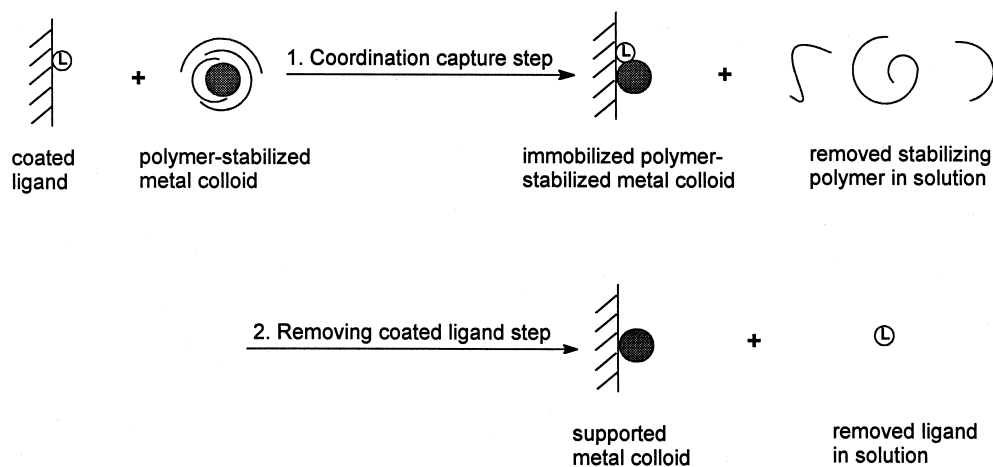 L
+
1. Coordination capture step
L
+
coated
ligand
polymer-stabilized
metal colloid
immobilized polymer-
stabilized metal colloid
removed stabilizing
polymer in solution
2. Removing coated ligand step
+
L
supported
metal colloid
removed ligand
in solution